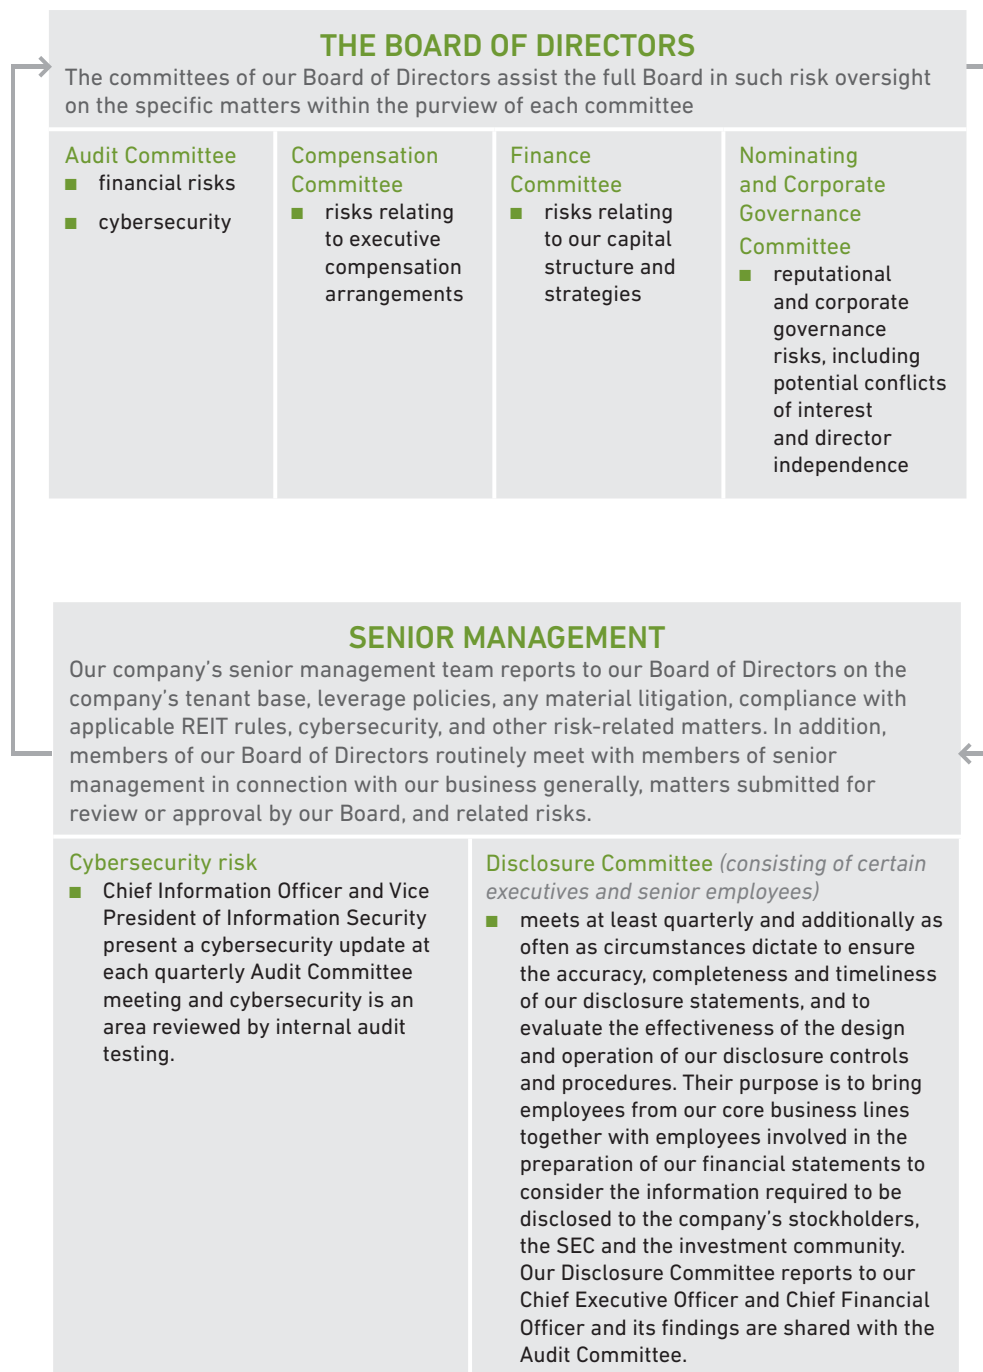 THE BOARD OF DIRECTORS
The committees of our Board of Directors assist the full Board in such risk oversight
on the specific matters within the purview of each committee
Audit Committee
■ financial risks
■ cybersecurity
Compensation
Committee
■ risks relating
to executive
compensation
arrangements
Finance
Committee
■ risks relating
to our capital
structure and
strategies
Nominating
and Corporate
Governance
Committee
■ reputational
and corporate
governance
risks, including
potential conflicts
of interest
and director
independence
SENIOR MANAGEMENT
Our company’s senior management team reports to our Board of Directors on the
company’s tenant base, leverage policies, any material litigation, compliance with
applicable REIT rules, cybersecurity, and other risk-related matters. In addition,
members of our Board of Directors routinely meet with members of senior
management in connection with our business generally, matters submitted for
review or approval by our Board, and related risks.
Cybersecurity risk
■ Chief Information Officer and Vice
President of Information Security
present a cybersecurity update at
each quarterly Audit Committee
meeting and cybersecurity is an
area reviewed by internal audit
testing.
Disclosure Committee (consisting of certain
executives and senior employees)
■ meets at least quarterly and additionally as
often as circumstances dictate to ensure
the accuracy, completeness and timeliness
of our disclosure statements, and to
evaluate the effectiveness of the design
and operation of our disclosure controls
and procedures. Their purpose is to bring
employees from our core business lines
together with employees involved in the
preparation of our financial statements to
consider the information required to be
disclosed to the company’s stockholders,
the SEC and the investment community.
Our Disclosure Committee reports to our
Chief Executive Officer and Chief Financial
Officer and its findings are shared with the
Audit Committee.